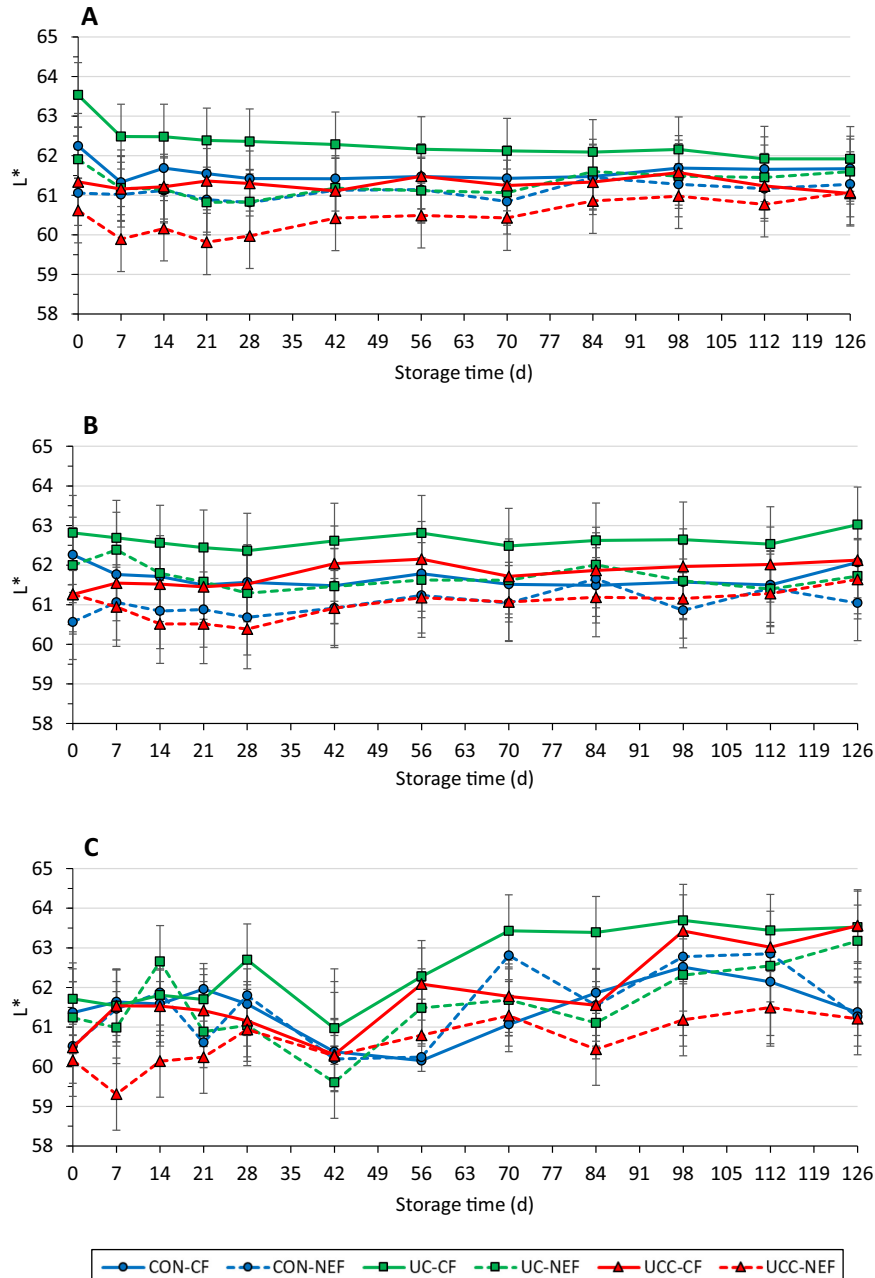 A
65
64
63
62
61
60
59
58
L*
0 7 14 21 28 35 42 49 56 63 70 77 84 91 98 105 112 119 126
Storage time (d)
B
65
64
63
62
61
60
59
58
L*
0 7 14 21 28 35 42 49 56 63 70 77 84 91 98 105 112 119 126
Storage time (d)
C
65
64
63
62
61
60
59
58
L*
0 7 14 21 28 35 42 49 56 63 70 77 84 91 98 105 112 119 126
Storage time (d)
CON-CF CON-NEF UC-CF UC-NEF UCC-CF UCC-NEF